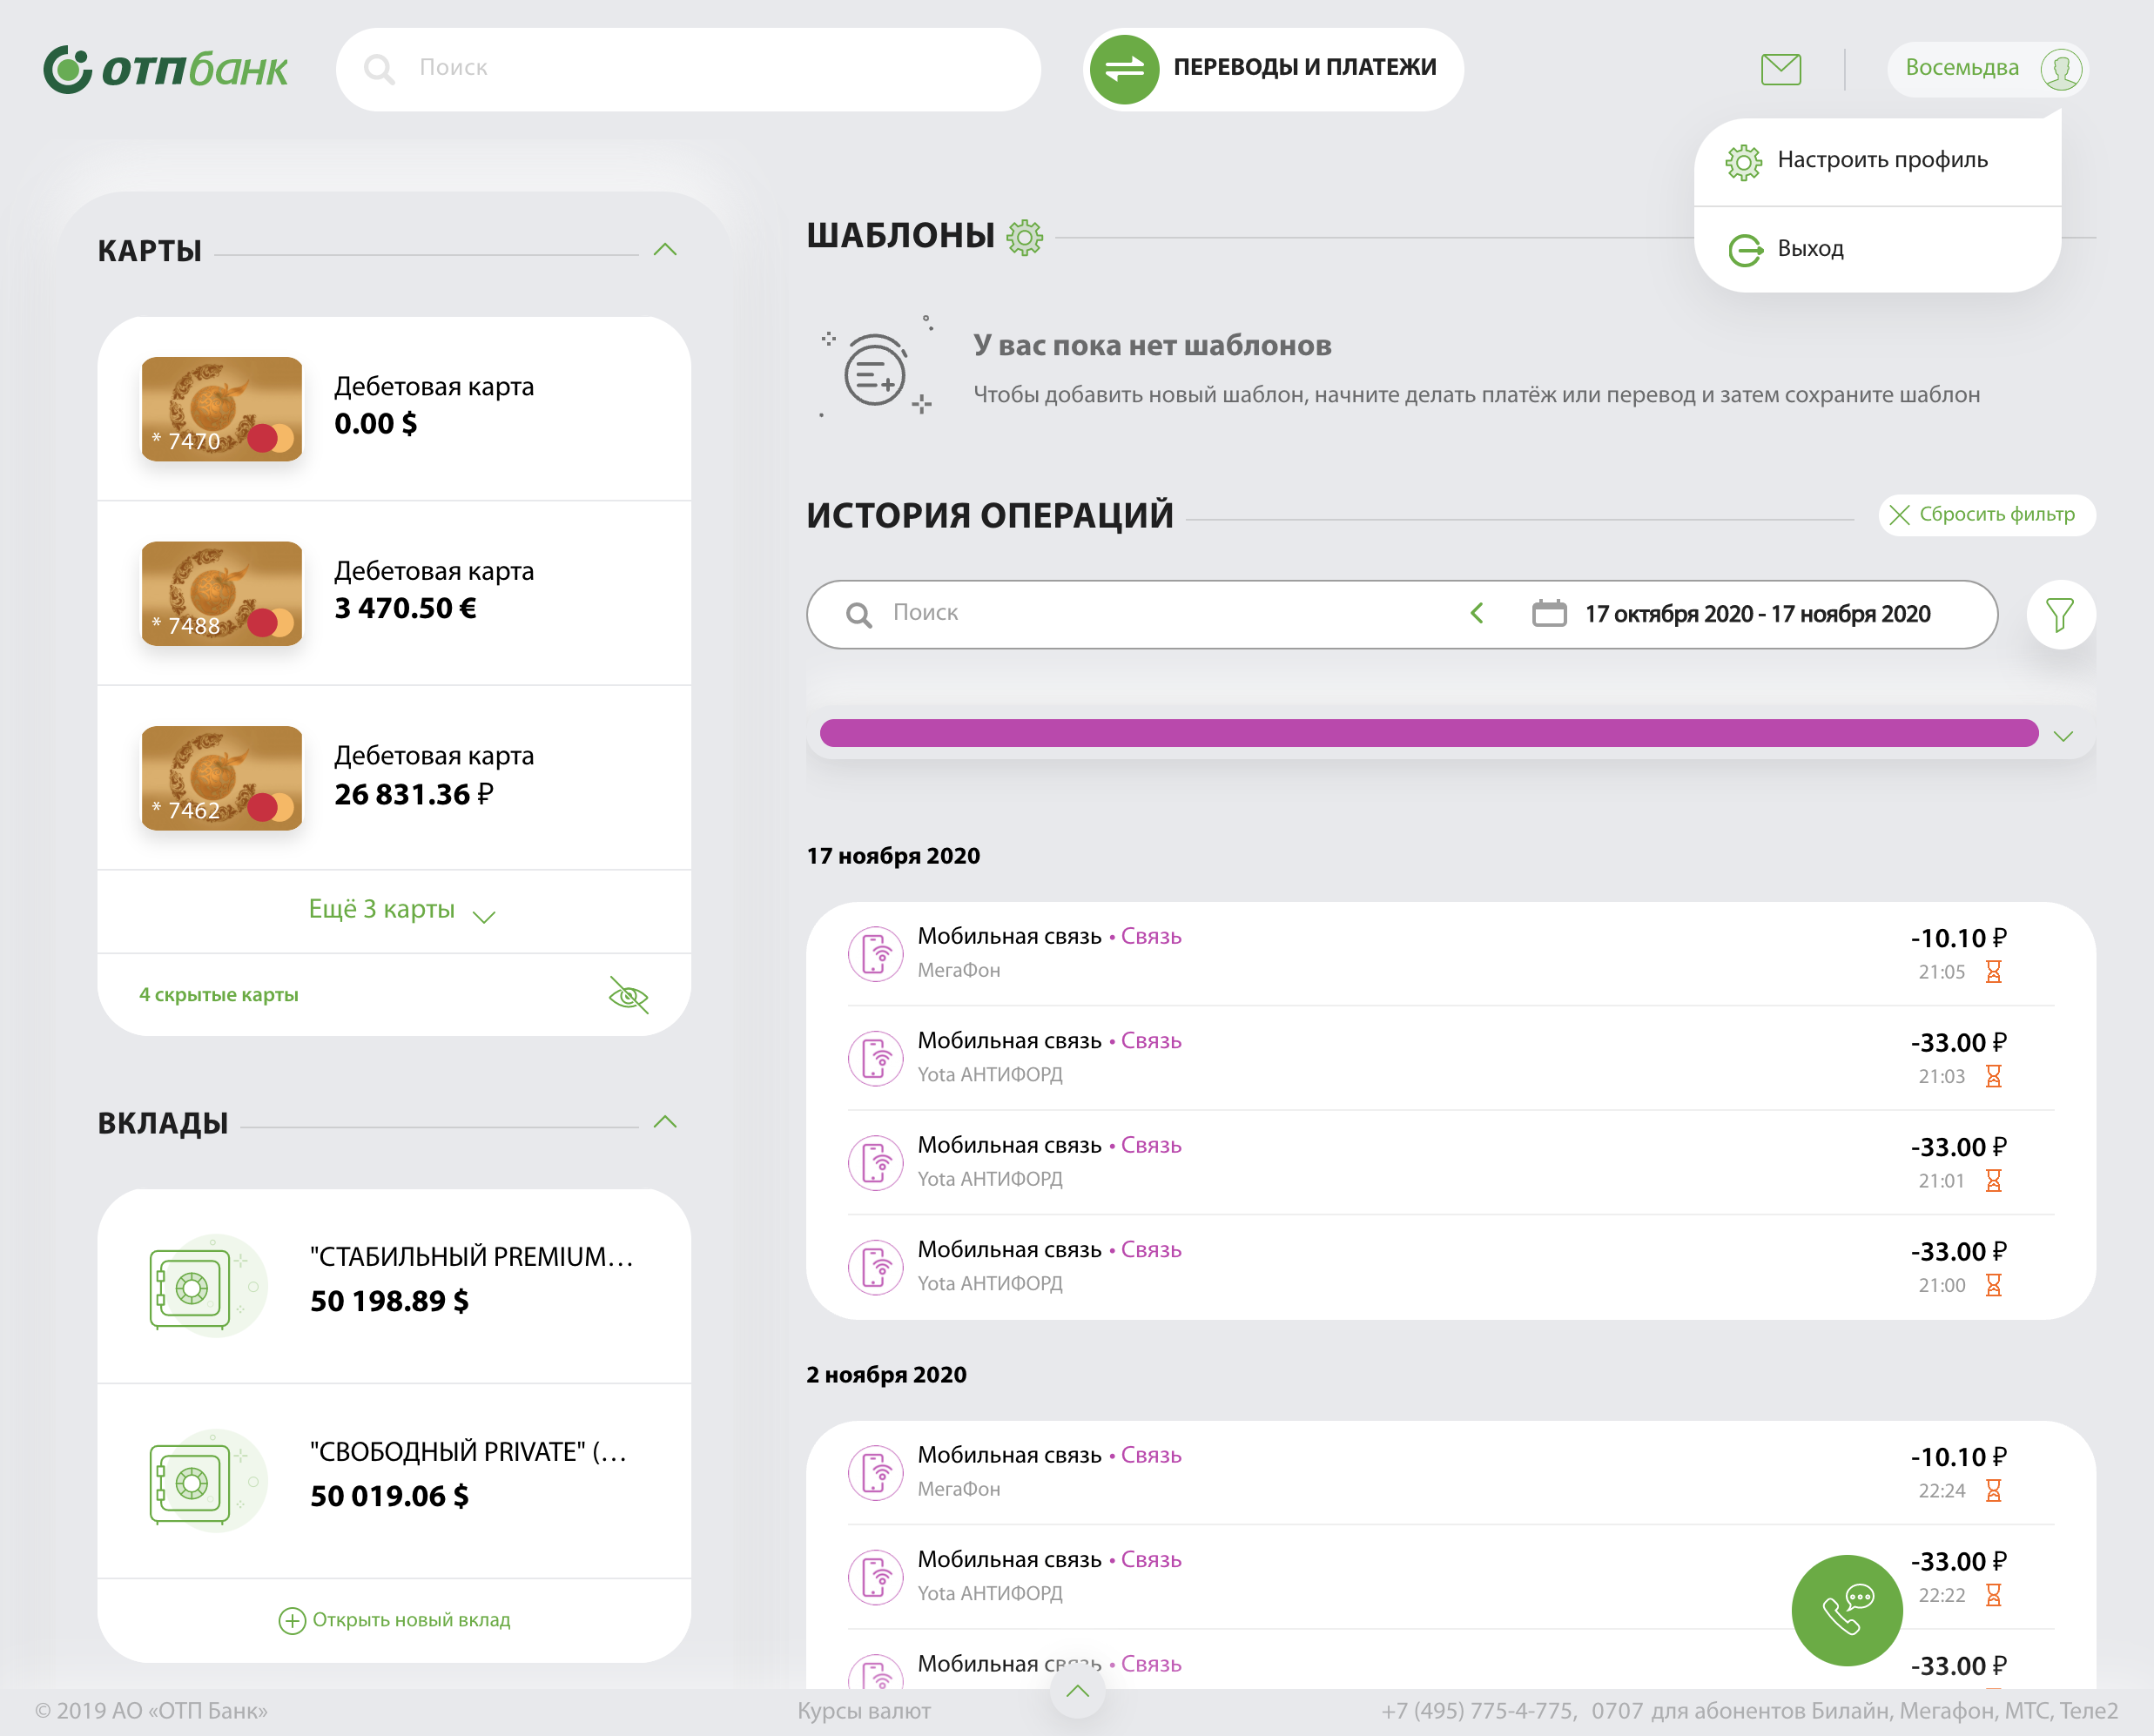 ОТПбанк
Поиск
ПЕРЕВОДЫ И ПЛАТЕЖИ
Восемьдва
Настроить профиль
Выход
КАРТЫ
* 7470
Дебетовая карта
0.00 $
* 7488
Дебетовая карта
3 470.50 €
* 7462
Дебетовая карта
26 831.36 ₽
Ещё 3 карты
4 скрытые карты
ВКЛАДЫ
"СТАБИЛЬНЫЙ PREMIUM...
50 198.89 $
"СВОБОДНЫЙ PRIVATE" (...
50 019.06 $
Открыть новый вклад
ШАБЛОНЫ
У вас пока нет шаблонов
Чтобы добавить новый шаблон, начните делать платёж или перевод и затем сохраните шаблон
ИСТОРИЯ ОПЕРАЦИЙ
Сбросить фильтр
Поиск
17 октября 2020 - 17 ноября 2020
17 ноября 2020
Мобильная связь • Связь
-10.10 ₽
МегаФон
21:05
Мобильная связь • Связь
-33.00 ₽
Yota АНТИФОРД
21:03
Мобильная связь • Связь
-33.00 ₽
Yota АНТИФОРД
21:01
Мобильная связь • Связь
-33.00 ₽
Yota АНТИФОРД
21:00
2 ноября 2020
Мобильная связь • Связь
-10.10 ₽
МегаФон
22:24
Мобильная связь • Связь
-33.00 ₽
Yota АНТИФОРД
22:22
Мобильная связь • Связь
-33.00 ₽
© 2019 АО «ОТП Банк»
Курсы валют
+7 (495) 775-4-775, 0707 для абонентов Билайн, Мегафон, МТС, Теле2